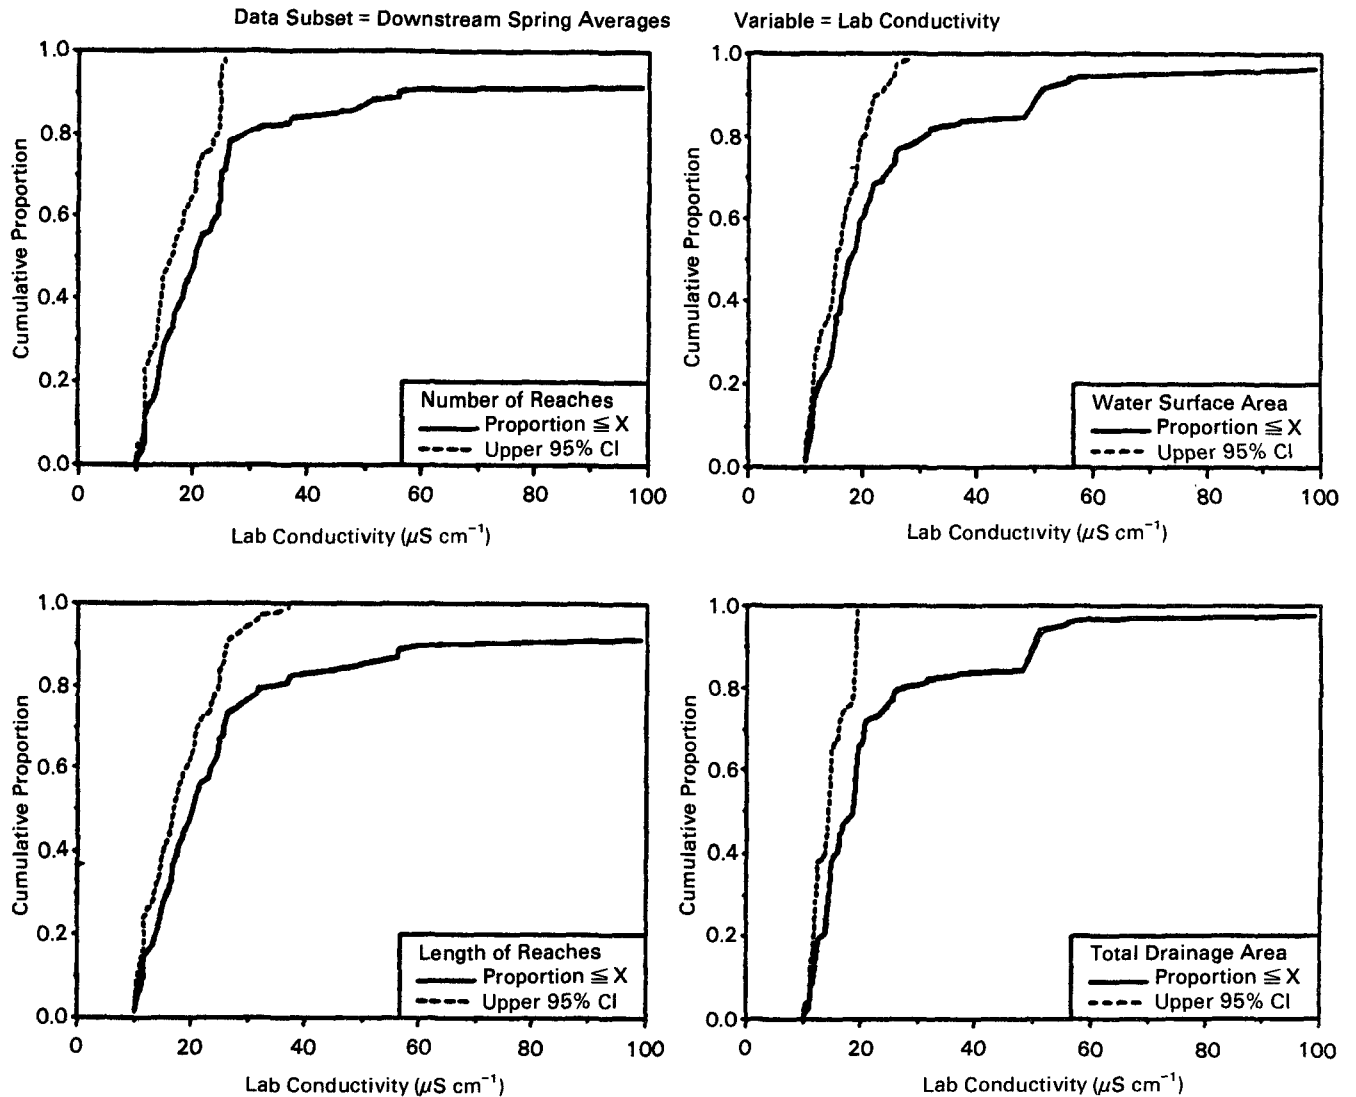 Data Subset = Downstream Spring Averages Variable = Lab Conductivity
Cumulative Proportion
1.0
0.8
0.6
0.4
0.2
0.0
Number of Reaches
Proportion ≦ X
Upper 95% CI
0 20 40 60 80 100
Lab Conductivity (μS cm⁻¹)
Cumulative Proportion
1.0
0.8
0.6
0.4
0.2
0.0
Water Surface Area
Proportion ≦ X
Upper 95% CI
0 20 40 60 80 100
Lab Conductivity (μS cm⁻¹)
Cumulative Proportion
1.0
0.8
0.6
0.4
0.2
0.0
Length of Reaches
Proportion ≦ X
Upper 95% CI
0 20 40 60 80 100
Lab Conductivity (μS cm⁻¹)
Cumulative Proportion
1.0
0.8
0.6
0.4
0.2
0.0
Total Drainage Area
Proportion ≦ X
Upper 95% CI
0 20 40 60 80 100
Lab Conductivity (μS cm⁻¹)